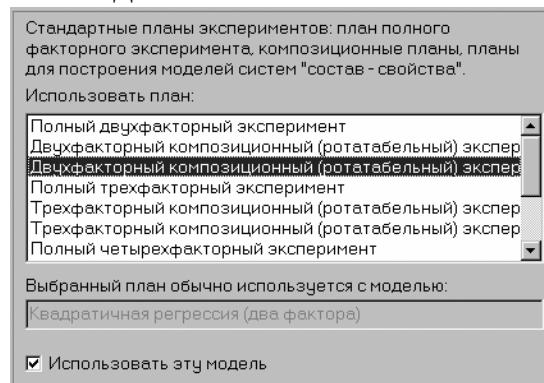 Стандартные планы экспериментов: план полного
факторного эксперимента, композиционные планы, планы
для построения моделей систем "состав - свойства".
Использовать план:
Полный двухфакторный эксперимент
Двухфакторный композиционный (ротатабельный) экспер
Двухфакторный композиционный (ротатабельный) экспер
Полный трехфакторный эксперимент
Трехфакторный композиционный (ротатабельный) экспер
Трехфакторный композиционный (ротатабельный) экспер
Полный четырехфакторный эксперимент
Выбранный план обычно используется с моделью:
Квадратичная регрессия (два фактора)
Использовать эту модель